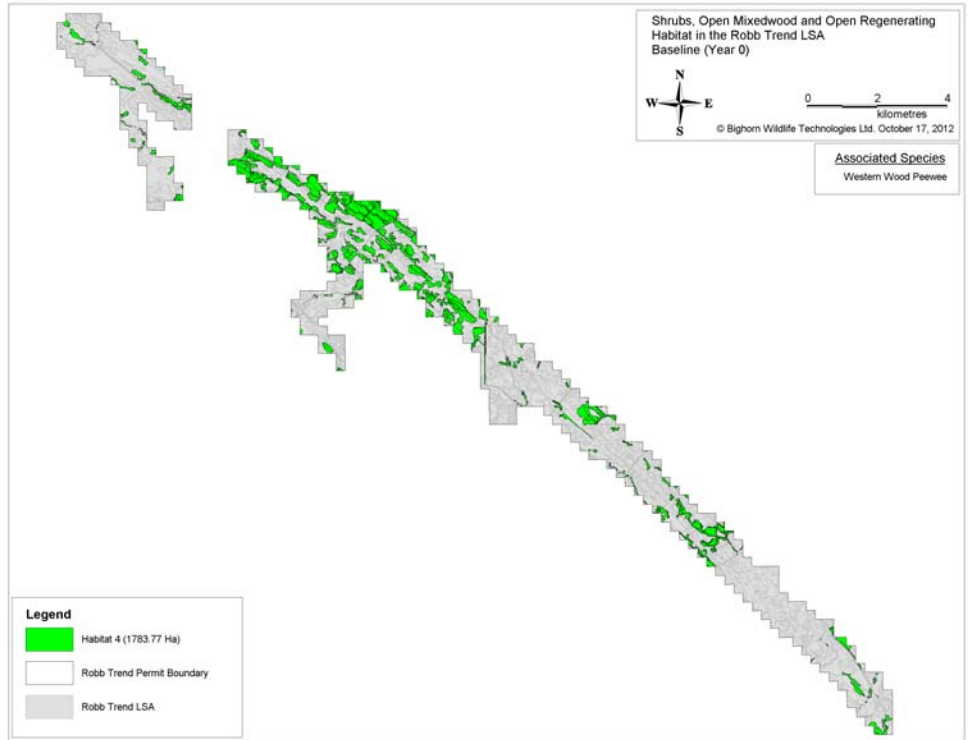 Shrubs, Open Mixedwood and Open Regenerating
Habitat in the Robb Trend LSA
Baseline (Year 0)
N
W E
S
0 2 4
kilometres
© Bighorn Wildlife Technologies Ltd. October 17, 2012
Associated Species
Western Wood Peewee
Legend
Habitat 4 (1783.77 Ha)
Robb Trend Permit Boundary
Robb Trend LSA